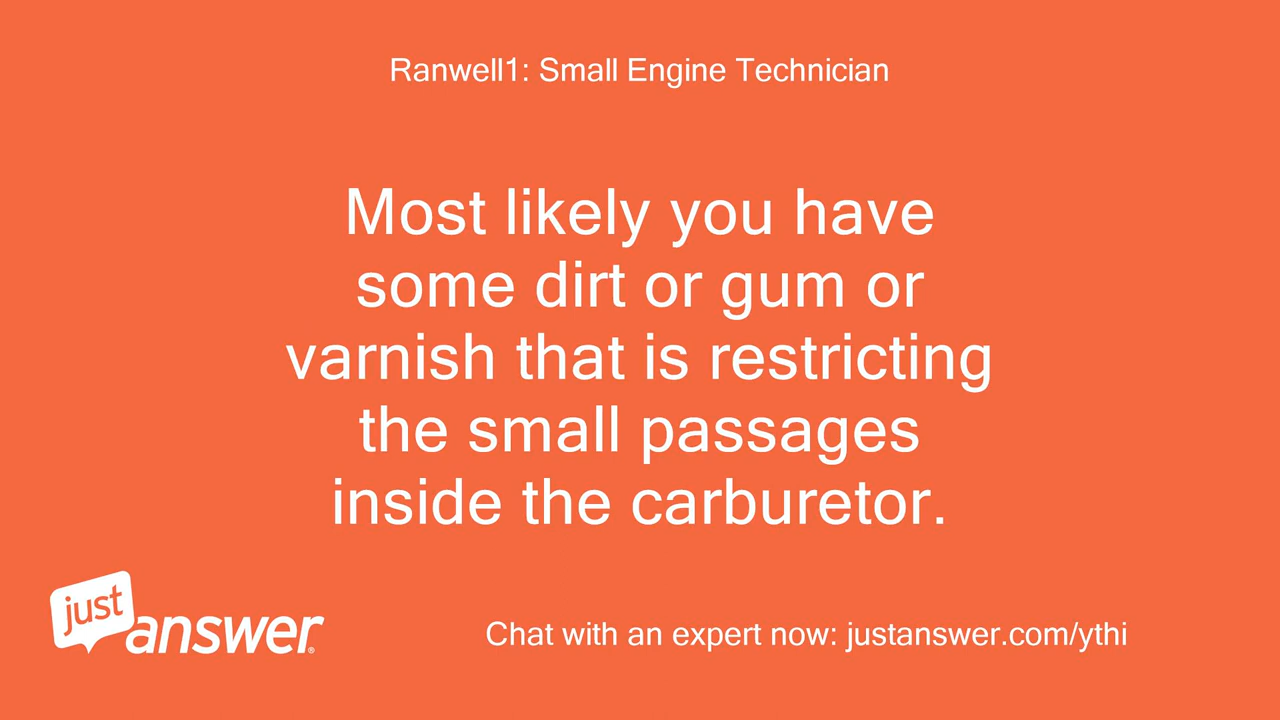 Ranwell1: Small Engine Technician
Most likely you have
some dirt or gum or
varnish that is restricting
the small passages
inside the carburetor.
just
answer®
Chat with an expert now: justanswer.com/ythi